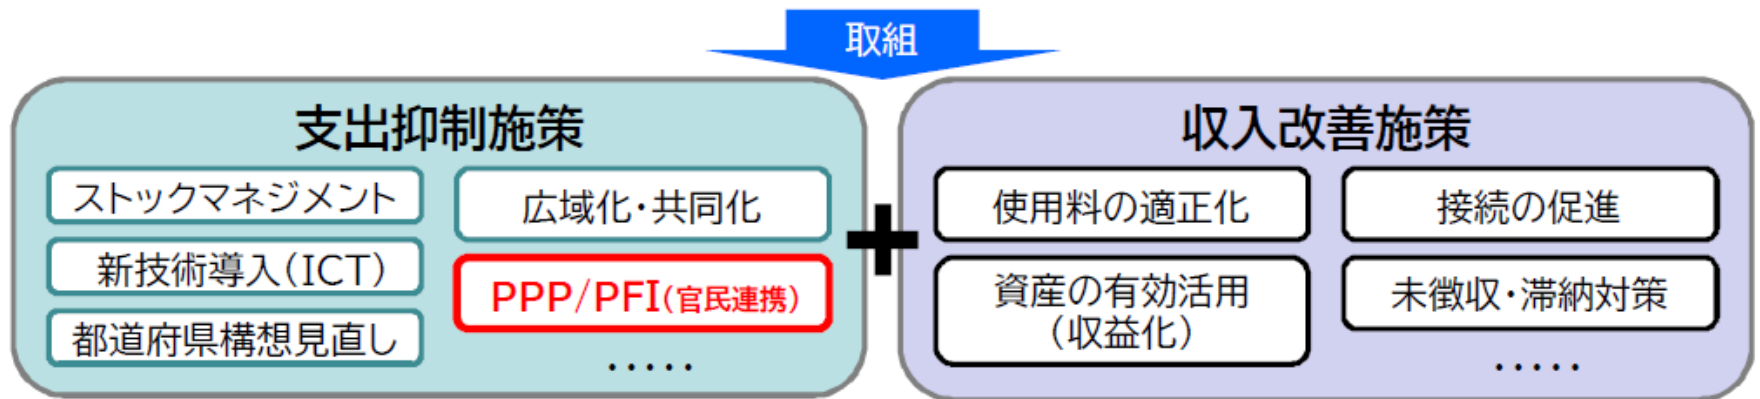 取組
支出抑制施策
ストックマネジメント
新技術導入(ICT)
都道府県構想見直し
広域化・共同化
PPP/PFI(官民連携)
・・・・・
+
収入改善施策
使用料の適正化
資産の有効活用
(収益化)
接続の促進
未徴収・滞納対策
・・・・・